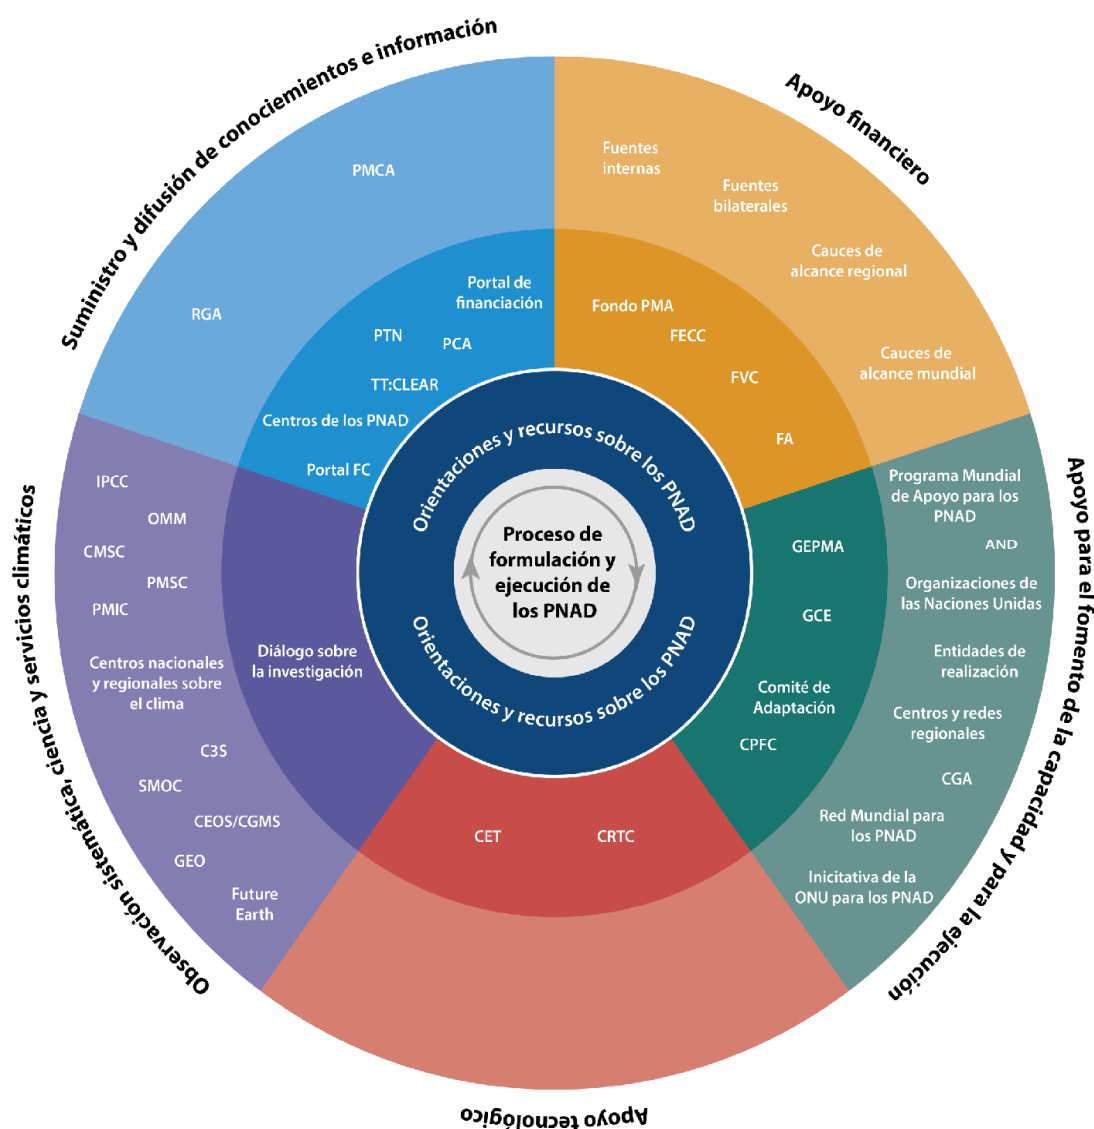 Suministro y difusión de conociemientos e información
Apoyo financiero
Apoyo para el fomento de la capacidad y para la ejecución
Apoyo tecnológico
Observación sistemática, ciencia y servicios climáticos
PMCA
RGA
Portal de
financiación
PTN
PCA
TT:CLEAR
Centros de los PNAD
Portal FC
Fuentes
internas
Fuentes
bilaterales
Cauces de
alcance regional
Cauces de
alcance mundial
Fondo PMA
FECC
FVC
FA
Programa Mundial
de Apoyo para los
PNAD
AND
Organizaciones de
las Naciones Unidas
Entidades de
realización
Centros y redes
regionales
CGA
Red Mundial para
los PNAD
Inicitativa de la
ONU para los PNAD
GEPMA
GCE
Comité de
Adaptación
CPFC
CET
CRTC
IPCC
OMM
CMSC
PMSC
PMIC
Centros nacionales
y regionales sobre
el clima
C3S
SMOC
CEOS/CGMS
GEO
Future
Earth
Diálogo sobre
la investigación
Orientaciones y recursos sobre los PNAD
Proceso de
formulación y
ejecución de
los PNAD
Orientaciones y recursos sobre los PNAD